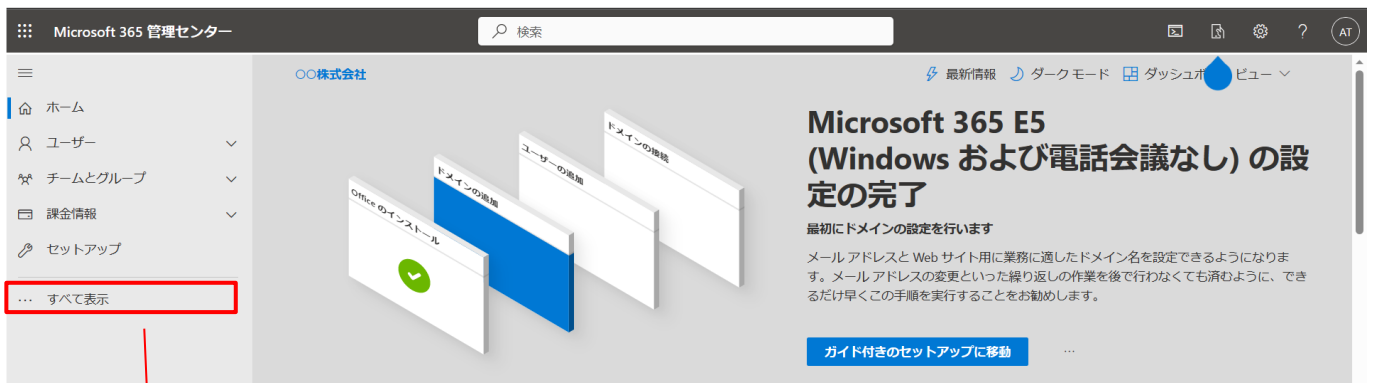 Microsoft 365 管理センター
検索
AT
○○株式会社
最新情報
ダーク モード
ダッシュボ
ビュー
ホーム
ユーザー
チームとグループ
課金情報
セットアップ
すべて表示
Office のインストール
ドメインの追加
ユーザーの追加
ドメインの接続
Microsoft 365 E5
(Windows および電話会議なし) の設
定の完了
最初にドメインの設定を行います
メール アドレスと Web サイト用に業務に適したドメイン名を設定できるようになりま
す。メール アドレスの変更といった繰り返しの作業を後で行わなくても済むように、でき
るだけ早くこの手順を実行することをお勧めします。
ガイド付きのセットアップに移動